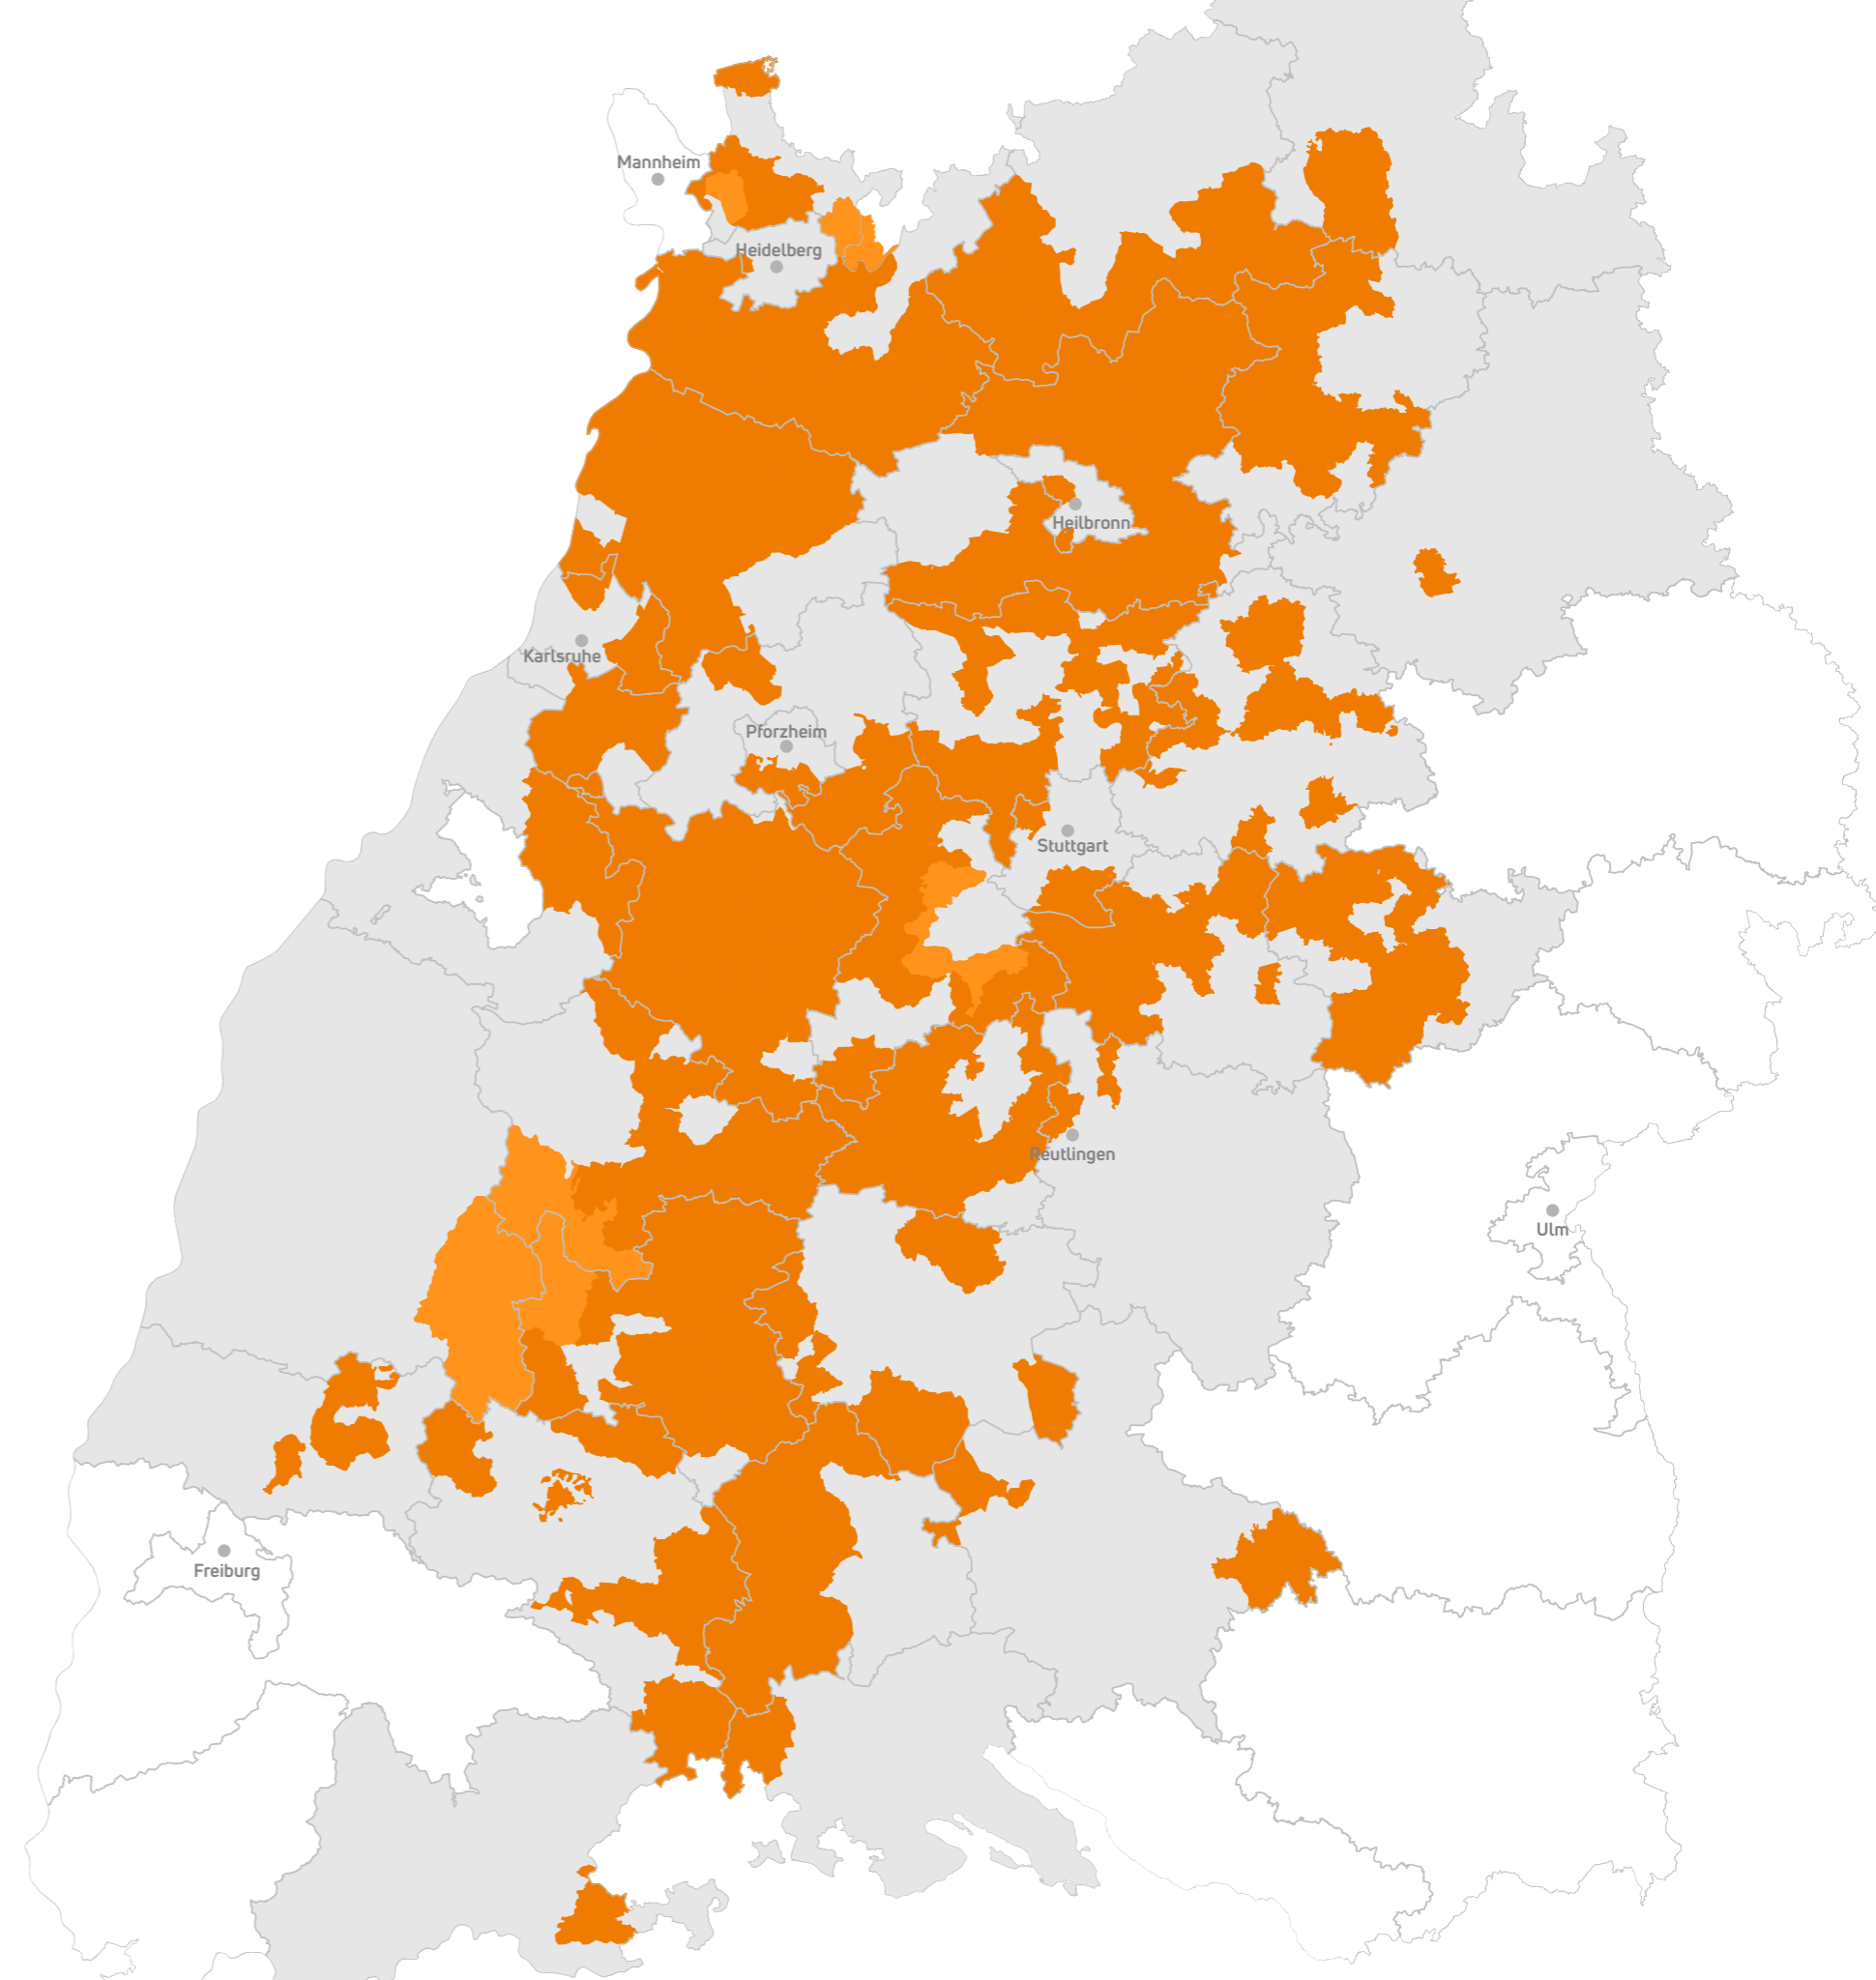 Mannheim
Heidelberg
Heilbronn
Karlsruhe
Pforzheim
Stuttgart
Reutlingen
Ulm
Freiburg